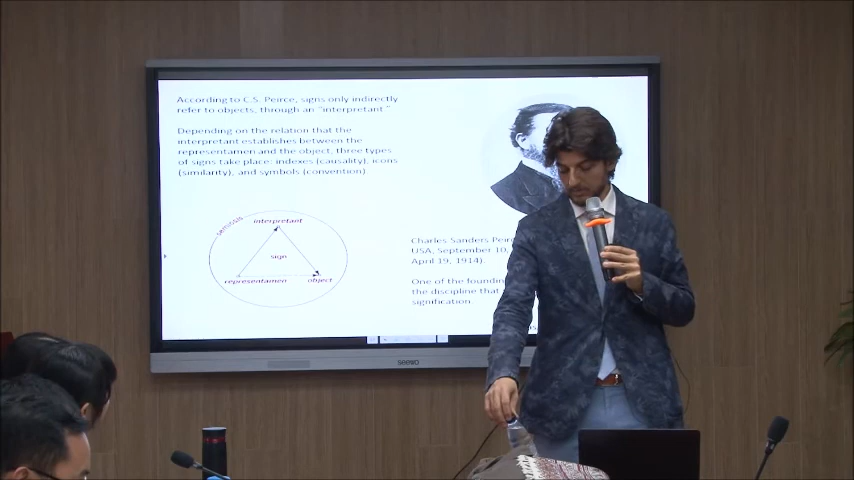 According to C.S. Peirce, signs only indirectly
refer to objects, through an "interpretant "
Depending on the relation that the
interpretant establishes between the
representamen and the object, three types
of signs take place: indexes (causality), icons
(similarity), and symbols (convention)
semiosis
interpretant
sign
representamen
object
Charles Sanders
USA, September 10,
April 19, 1914).
One of the
the discipline that
signification.
seewo